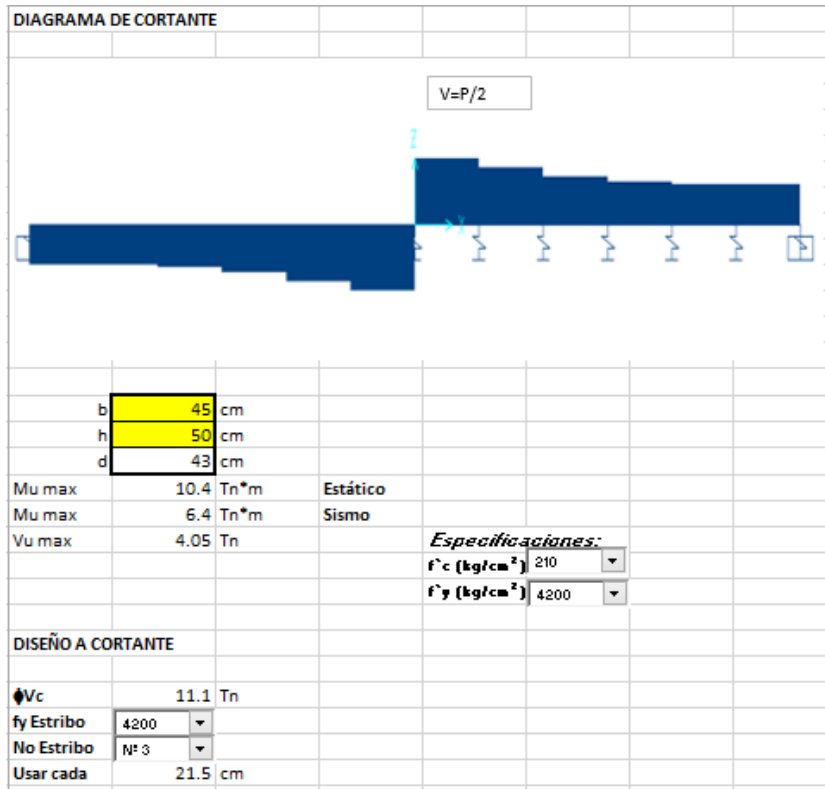 DIAGRAMA DE CORTANTE
V=P/2
Z
X
b 45 cm
h 50 cm
d 43 cm
Mu max 10.4 Tn*m Estático
Mu max 6.4 Tn*m Sismo
Vu max 4.05 Tn Especificaciones:
f`c (kg/cm²) 210
f`y (kg/cm²) 4200
DISEÑO A CORTANTE
ϕVc 11.1 Tn
fy Estribo 4200
No Estribo Nº 3
Usar cada 21.5 cm